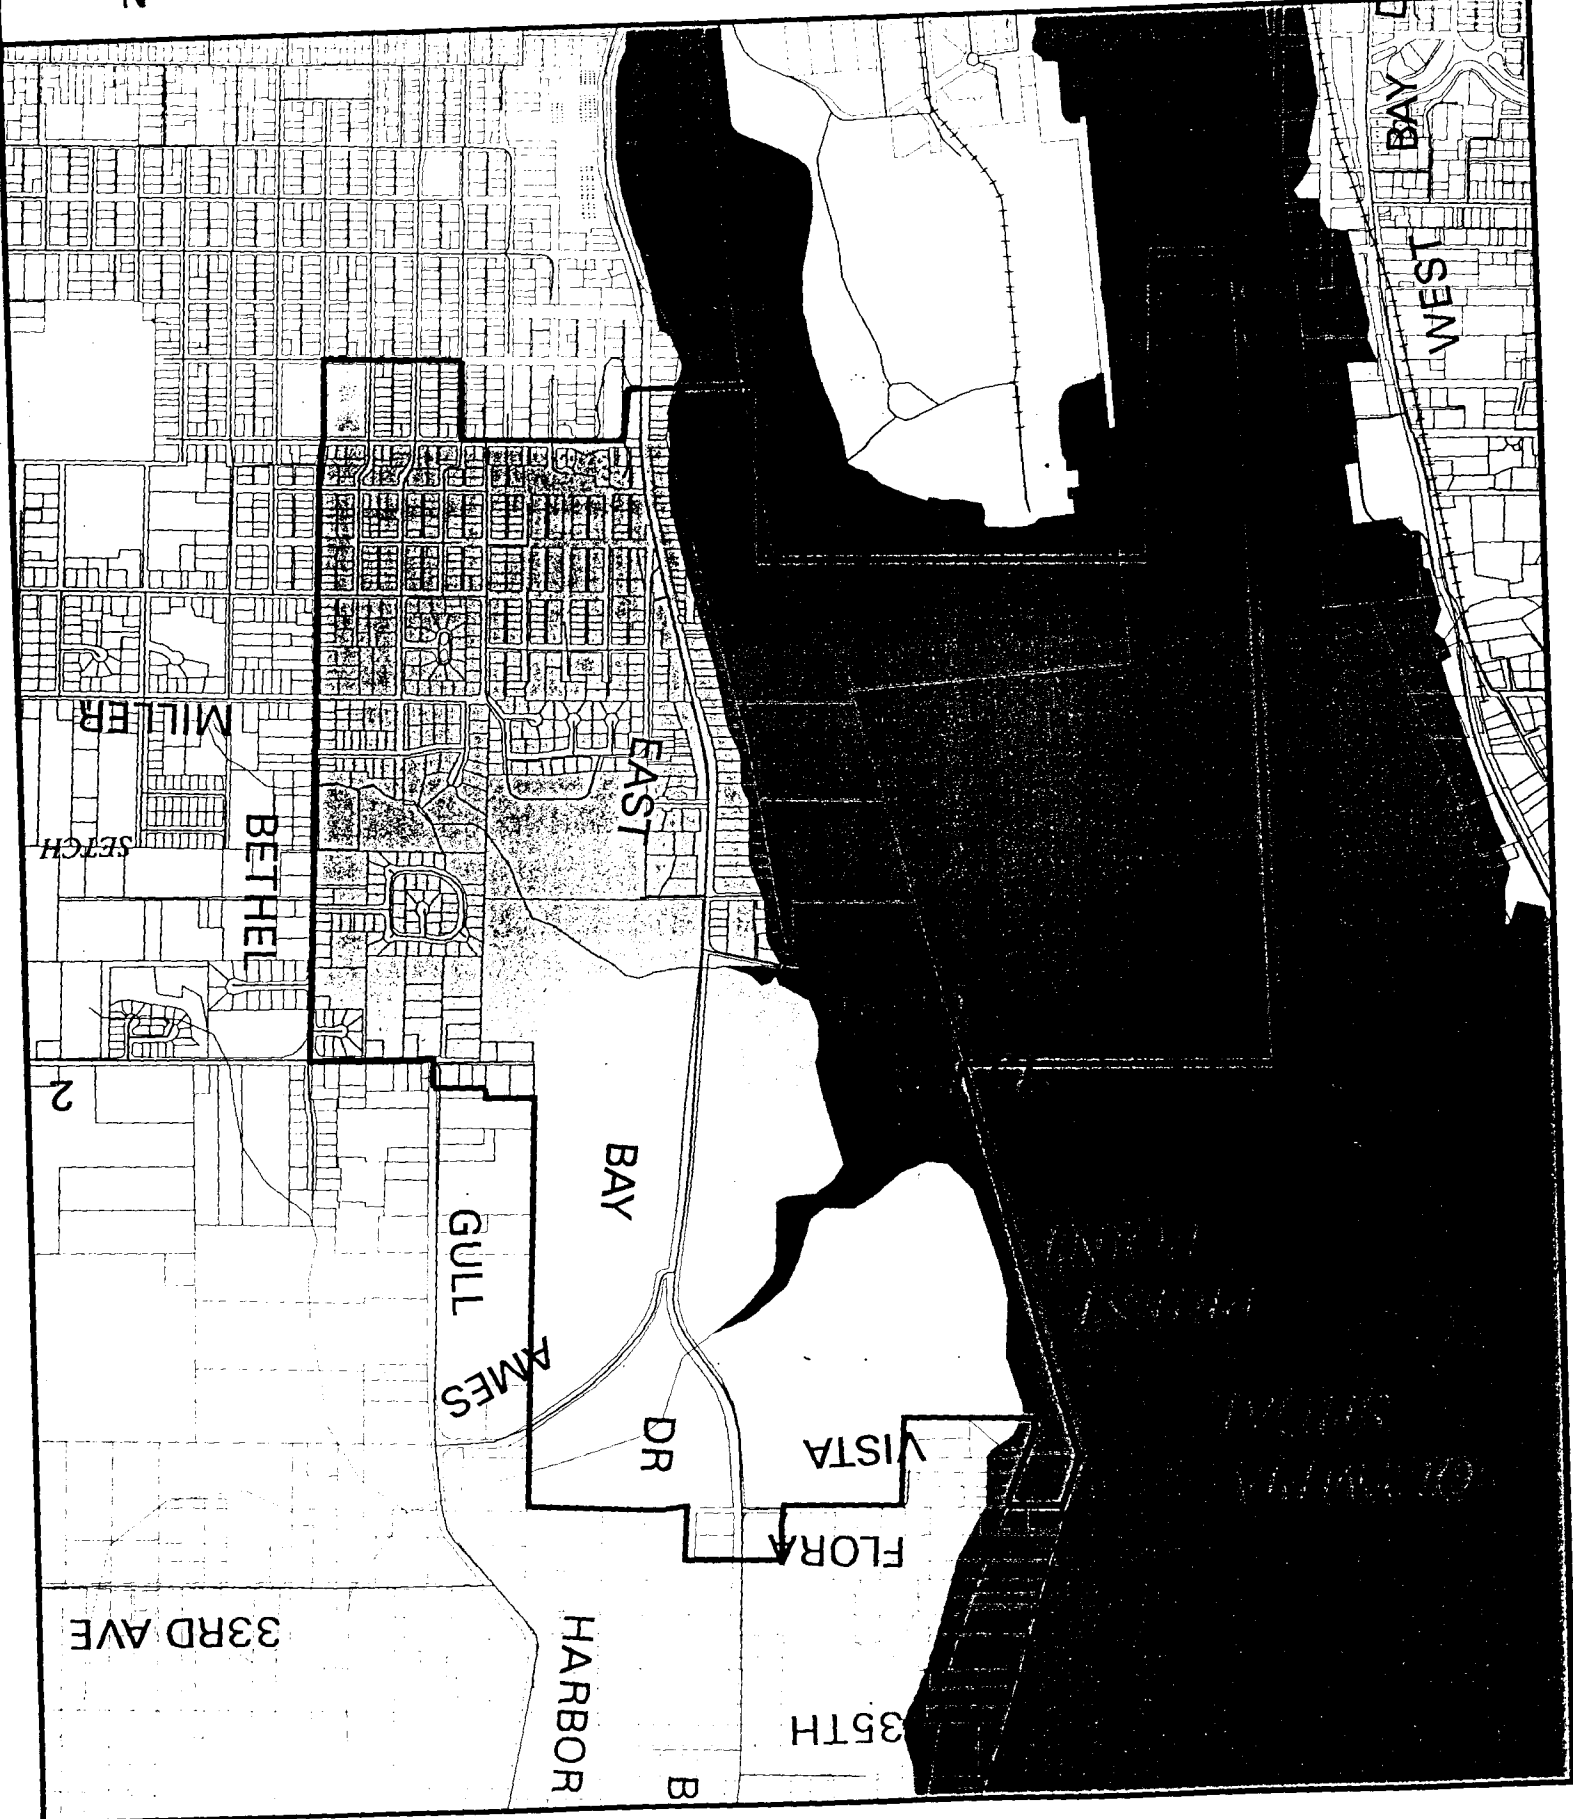 N
BAY
WEST
MILLER
EAST
SETCH
BETHEL
2
BAY
GULL
AMES
DR
VISTA
FLORA
33RD AVE
HARBOR
35TH
B